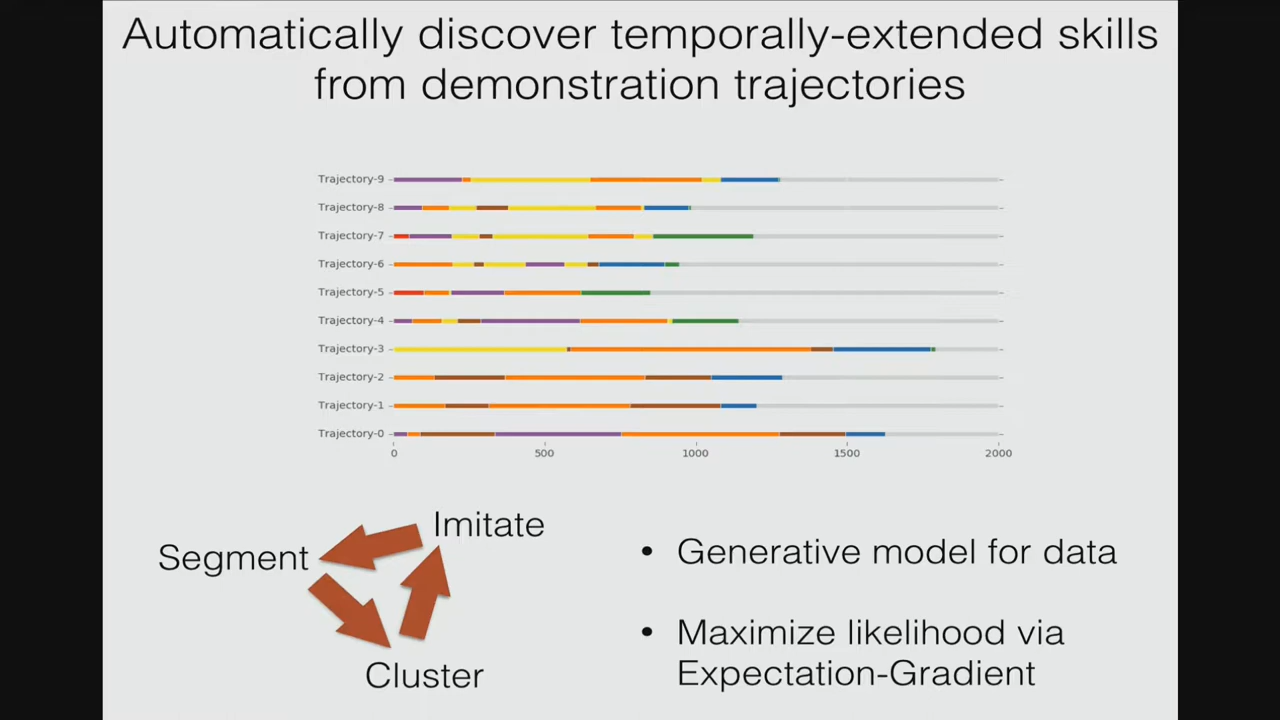 Automatically discover temporally-extended skills
from demonstration trajectories
Trajectory-9
Trajectory-8
Trajectory-7
Trajectory-6
Trajectory-5
Trajectory-4
Trajectory-3
Trajectory-2
Trajectory-1
Trajectory-0
0 500 1000 1500 2000
Imitate
Segment
Cluster
• Generative model for data
• Maximize likelihood via
Expectation-Gradient